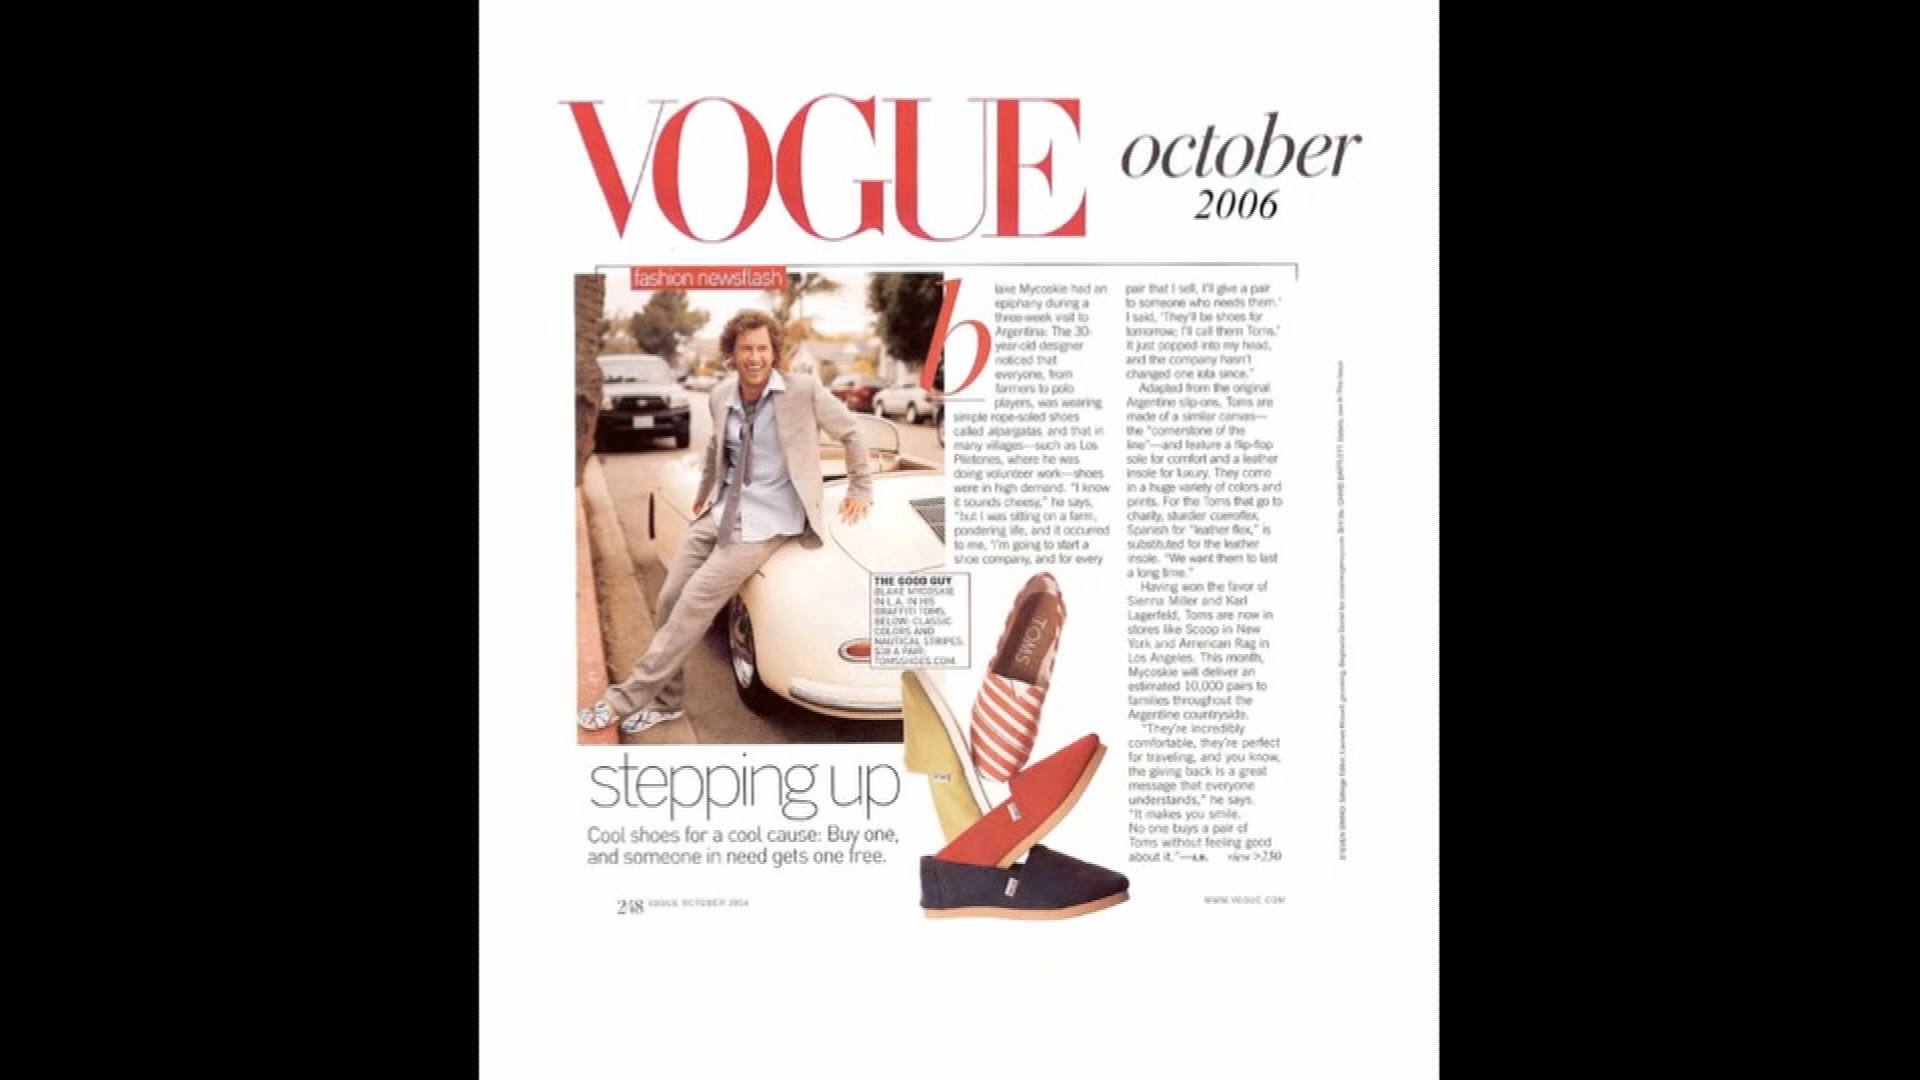 VOGUE
october
2006
fashion newsflash
b
lake Mycoskie had an
epiphany during a
three-week visit to
Argentina: The 30-
year-old designer
noticed that
everyone, from
farmers to polo
players, was wearing
simple rope-soled shoes
called alpargatas, and that in
many villages—such as Los
Piletones, where he was
doing volunteer work—shoes
were in high demand. "I know
it sounds cheesy," he says,
"but I was sitting on a farm,
pondering life, and it occurred
to me, 'I'm going to start a
shoe company, and for every
pair that I sell, I'll give a pair
to someone who needs them.'
I said, 'They'll be shoes for
tomorrow; I'll call them Toms.'
It just popped into my head,
and the company hasn't
changed one iota since."
Adapted from the original
Argentine slip-ons, Toms are
made of a similar canvas—
the "cornerstone of the
line"—and feature a flip-flop
sole for comfort and a leather
insole for luxury. They come
in a huge variety of colors and
prints. For the Toms that go to
charity, sturdier cueroflex,
Spanish for "leather flex," is
substituted for the leather
insole. "We want them to last
a long time."
Having won the favor of
Sienna Miller and Karl
Lagerfeld, Toms are now in
stores like Scoop in New
York and American Rag in
Los Angeles. This month,
Mycoskie will deliver an
estimated 10,000 pairs to
families throughout the
Argentine countryside.
"They're incredibly
comfortable, they're perfect
for traveling, and you know,
the giving back is a great
message that everyone
understands," he says.
"It makes you smile.
No one buys a pair of
Toms without feeling good
about it."— view >250
THE GOOD GUY
BLAKE MYCOSKIE
IN L.A. IN HIS
GRAFFITI TOMS.
BELOW: CLASSIC
COLORS AND
NAUTICAL STRIPES,
$38 A PAIR;
TOMSSHOES.COM.
TOMS
stepping up
Cool shoes for a cool cause: Buy one,
and someone in need gets one free.
248 VOGUE OCTOBER 2006
WWW.VOGUE.COM